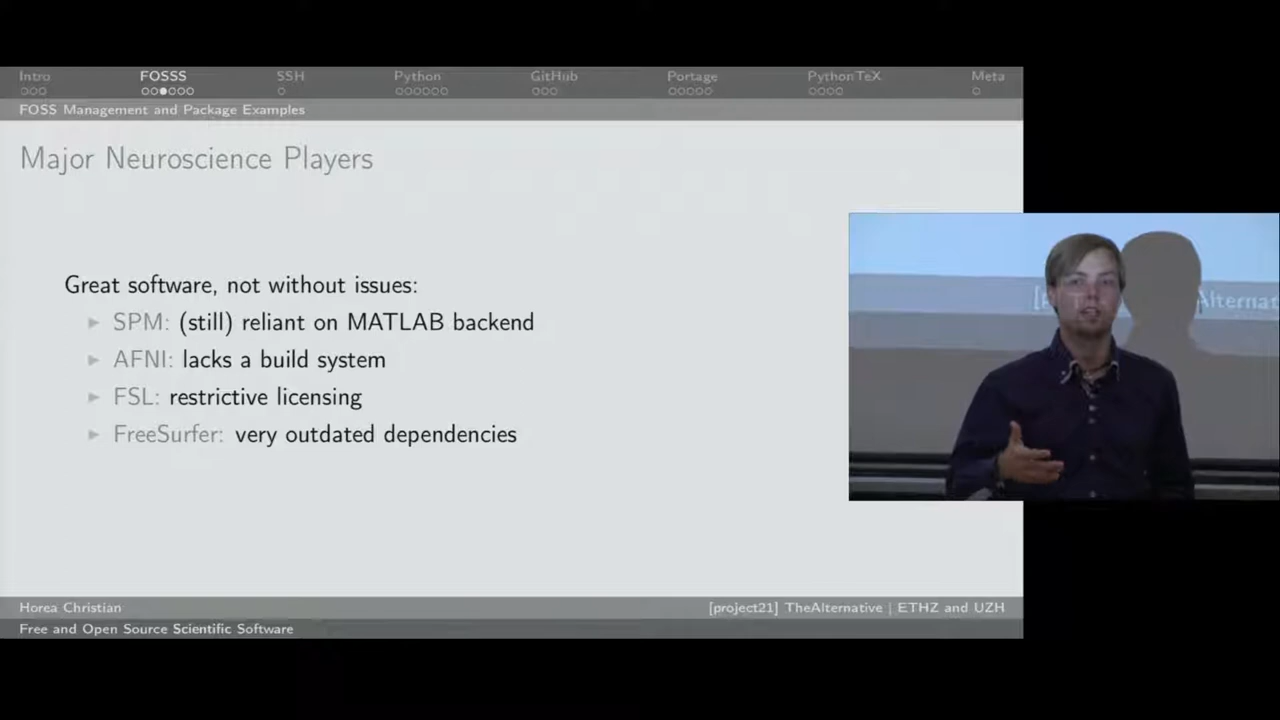 Intro FOSSS SSH Python GitHub Portage PythonTeX Meta
FOSS Management and Package Examples
Major Neuroscience Players
Great software, not without issues:
SPM: (still) reliant on MATLAB backend
AFNI: lacks a build system
FSL: restrictive licensing
FreeSurfer: very outdated dependencies
Horea Christian [project21] TheAlternative | ETHZ and UZH
Free and Open Source Scientific Software